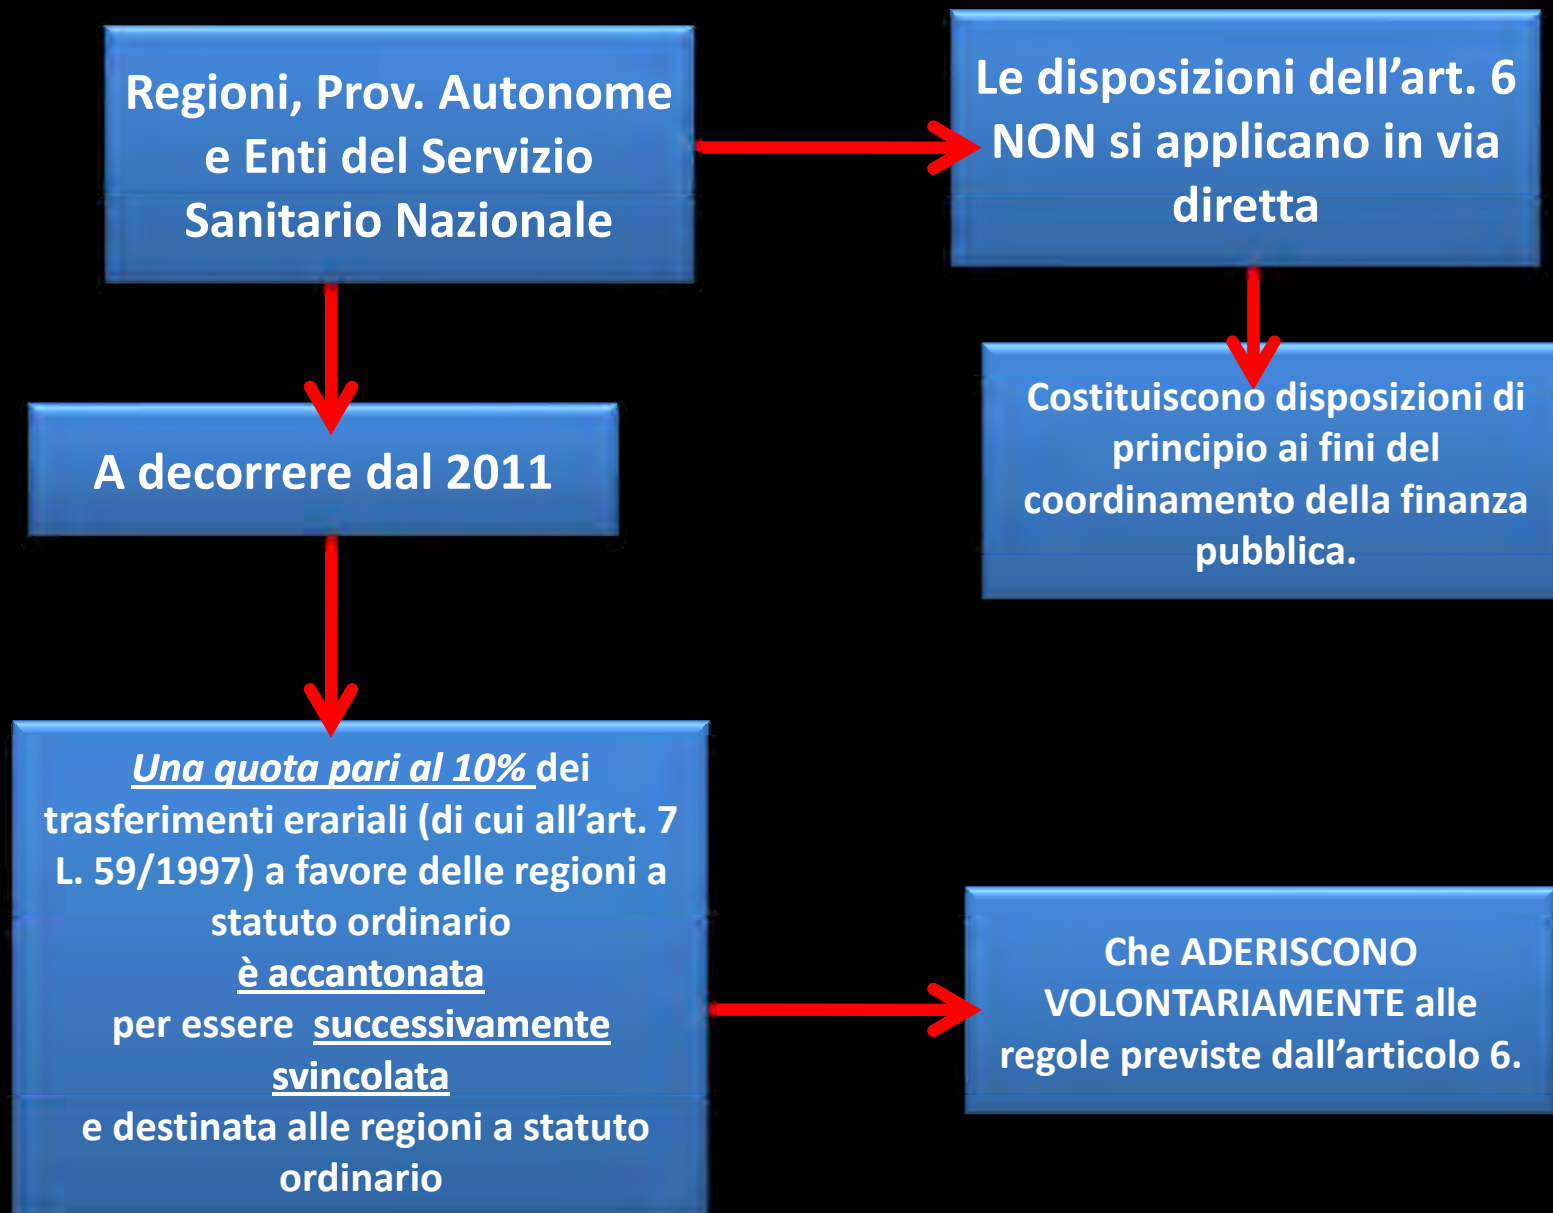 Regioni, Prov. Autonome
e Enti del Servizio
Sanitario Nazionale
Le disposizioni dell’art. 6
NON si applicano in via
diretta
Costituiscono disposizioni di
principio ai fini del
coordinamento della finanza
pubblica.
A decorrere dal 2011
Una quota pari al 10% dei
trasferimenti erariali (di cui all’art. 7
L. 59/1997) a favore delle regioni a
statuto ordinario
è accantonata
per essere successivamente
svincolata
e destinata alle regioni a statuto
ordinario
Che ADERISCONO
VOLONTARIAMENTE alle
regole previste dall’articolo 6.